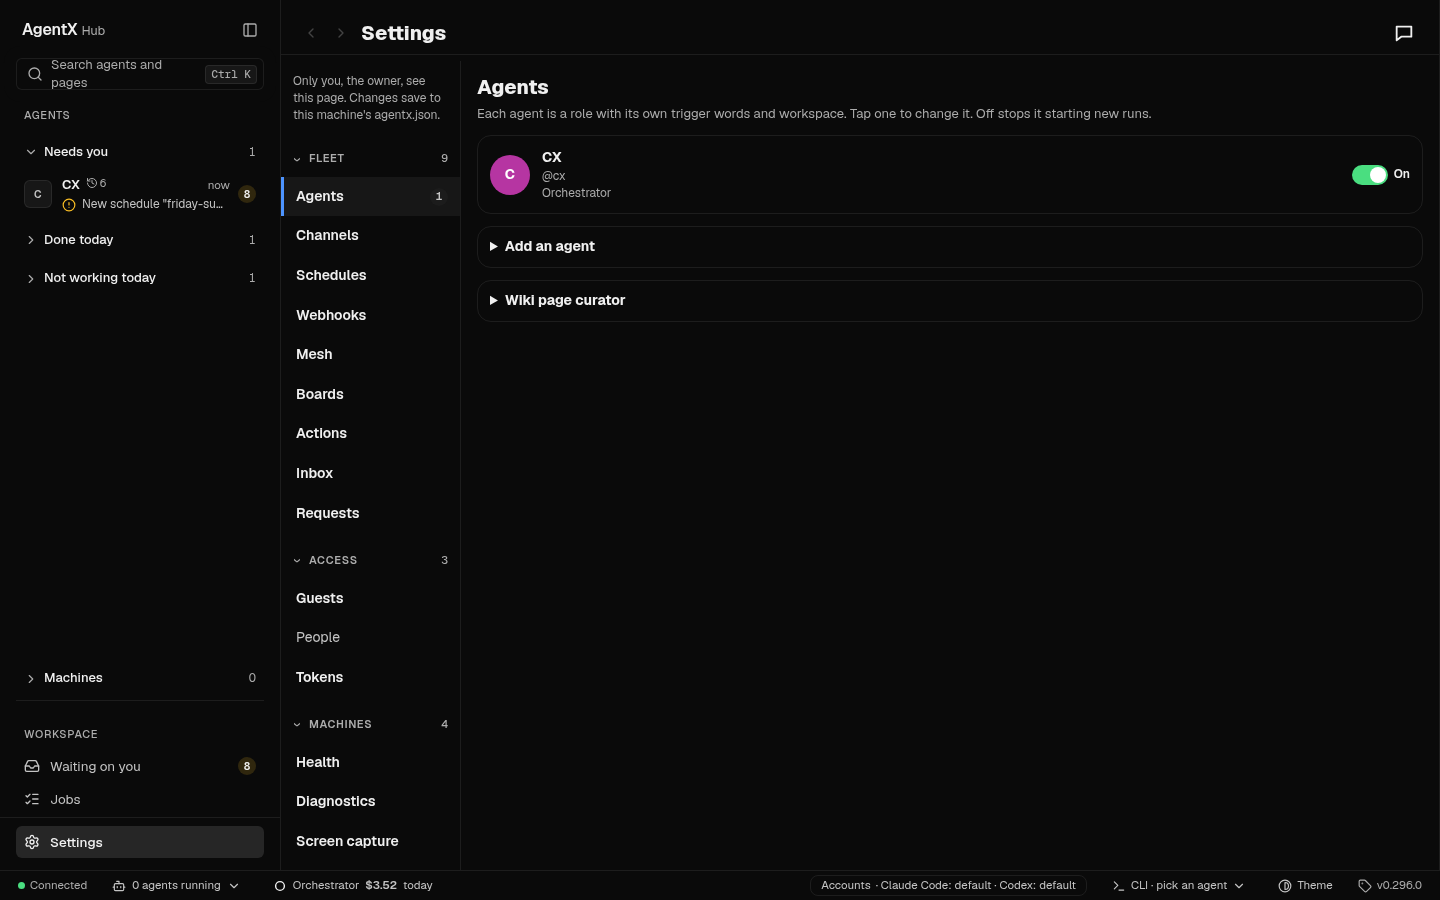 AgentX Hub
Search agents and pages
Ctrl K
AGENTS
Needs you 1
C
CX 6 now
New schedule "friday-su... 8
Done today 1
Not working today 1
Machines 0
WORKSPACE
Waiting on you 8
Jobs
Settings
Settings
Only you, the owner, see
this page. Changes save to
this machine's agentx.json.
FLEET 9
Agents 1
Channels
Schedules
Webhooks
Mesh
Boards
Actions
Inbox
Requests
ACCESS 3
Guests
People
Tokens
MACHINES 4
Health
Diagnostics
Screen capture
Agents
Each agent is a role with its own trigger words and workspace. Tap one to change it. Off stops it starting new runs.
C
CX
@cx
Orchestrator
On
Add an agent
Wiki page curator
Connected
0 agents running
Orchestrator $3.52 today
Accounts · Claude Code: default · Codex: default
CLI · pick an agent
Theme
v0.296.0